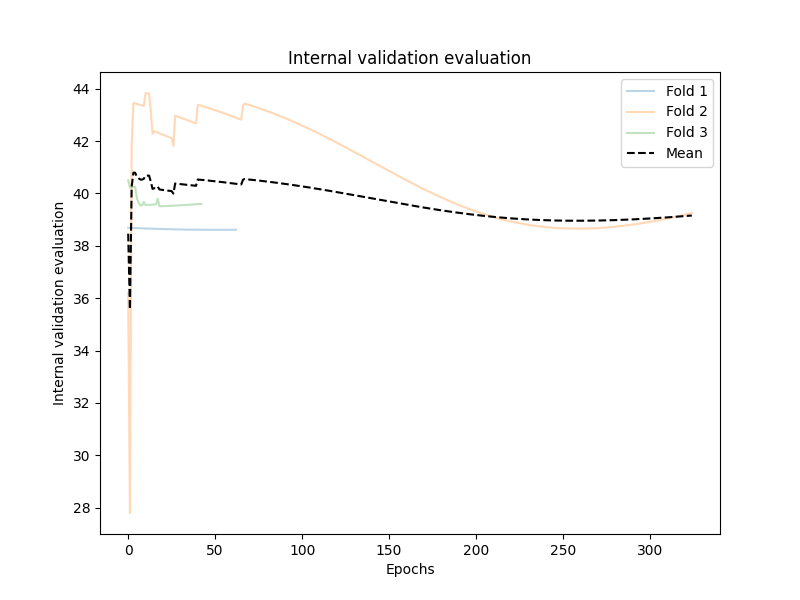 Internal validation evaluation
Fold 1
Fold 2
Fold 3
Mean
Internal validation evaluation
44
42
40
38
36
34
32
30
28
0 50 100 150 200 250 300
Epochs